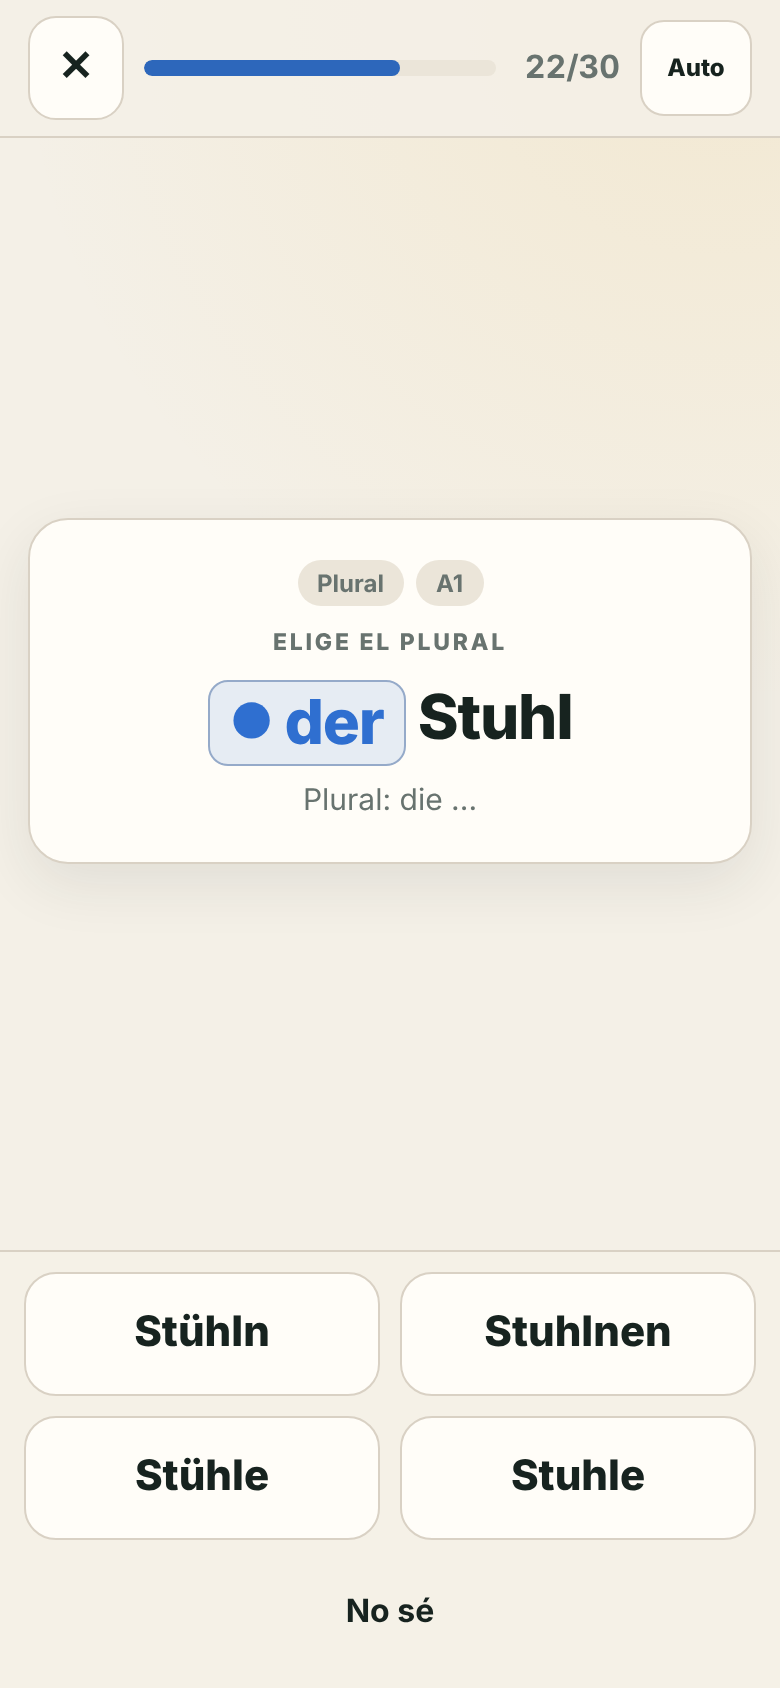 ✕ 22/30 Auto
Plural A1
ELIGE EL PLURAL
der Stuhl
Plural: die ...
Stühln Stuhlnen
Stühle Stuhle
No sé